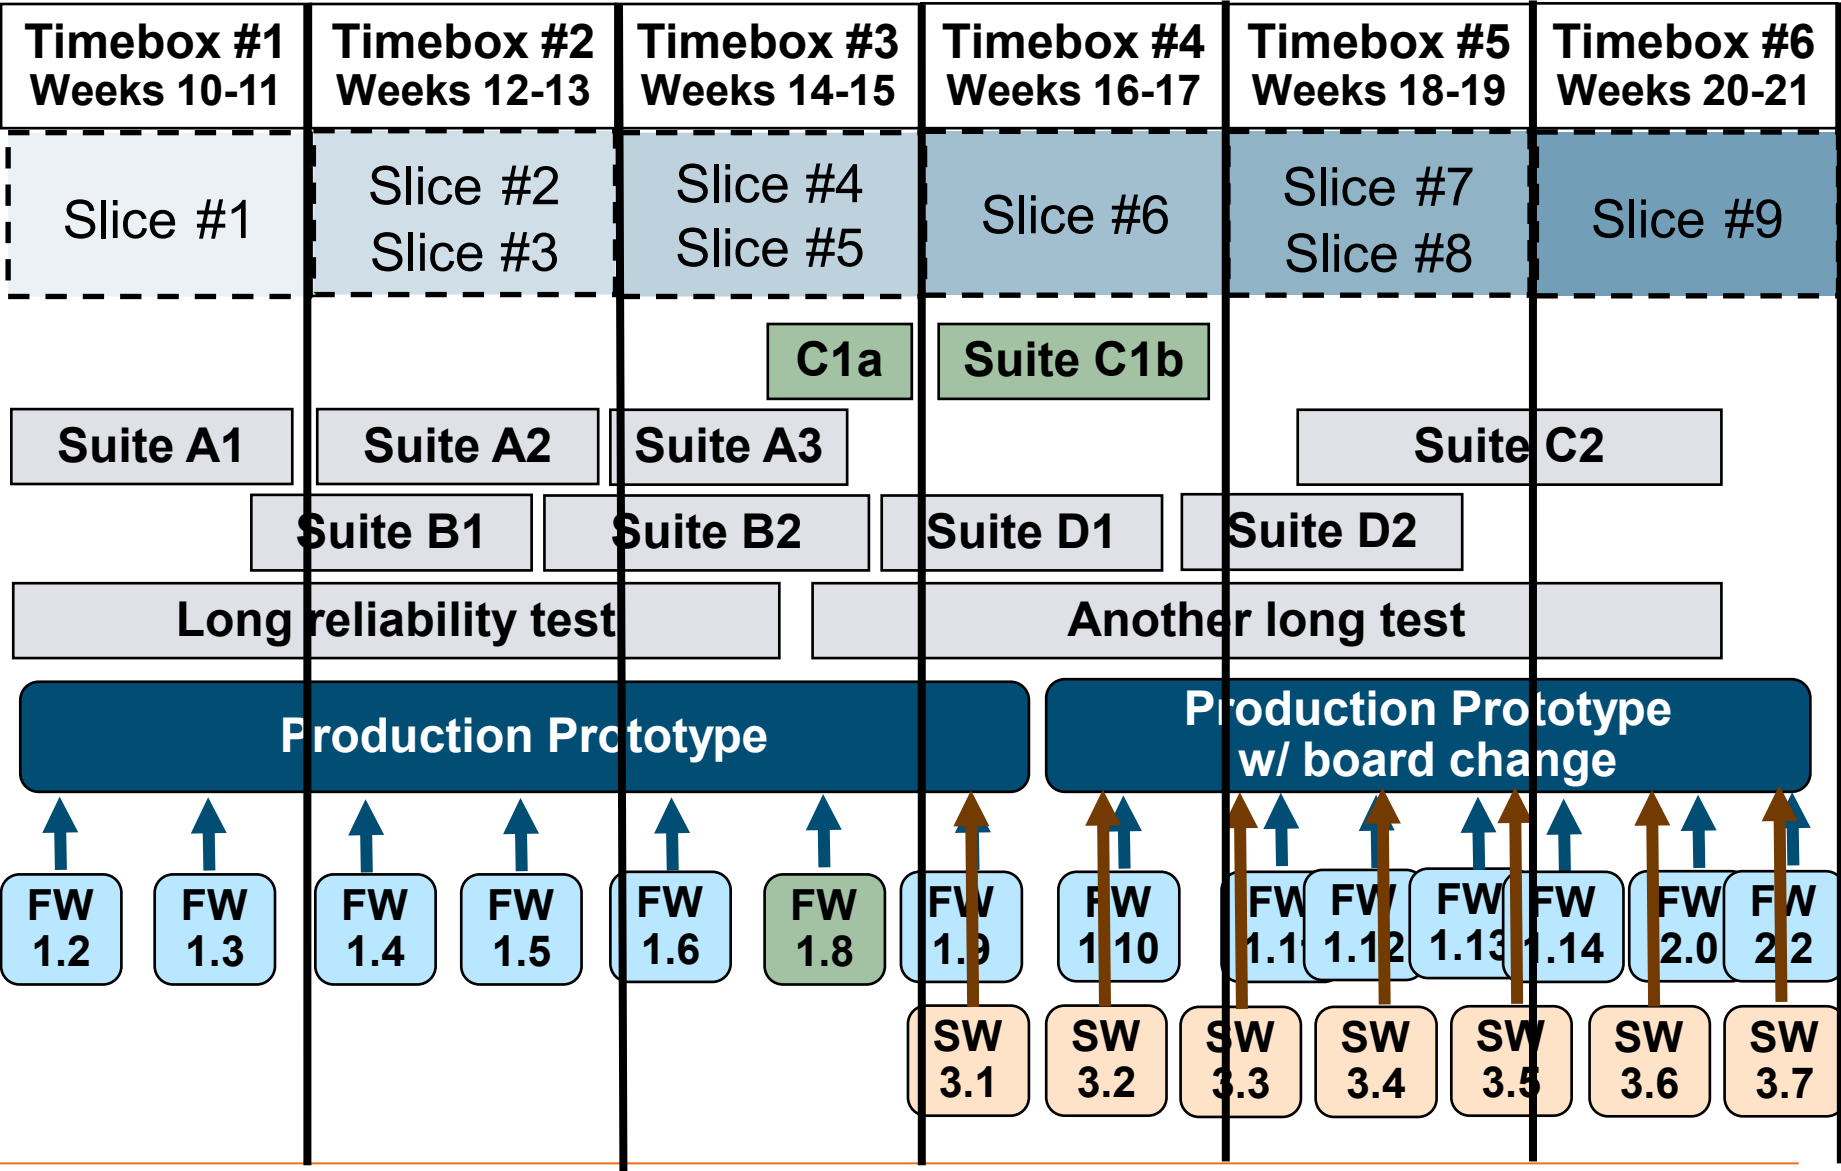 Timebox #1
Weeks 10-11
Timebox #2
Weeks 12-13
Timebox #3
Weeks 14-15
Timebox #4
Weeks 16-17
Timebox #5
Weeks 18-19
Timebox #6
Weeks 20-21
Slice #1
Slice #2
Slice #3
Slice #4
Slice #5
Slice #6
Slice #7
Slice #8
Slice #9
C1a
Suite C1b
Suite A1
Suite A2
Suite A3
Suite C2
Suite B1
Suite B2
Suite D1
Suite D2
Long reliability test
Another long test
Production Prototype
Production Prototype
w/ board change
FW
1.2
FW
1.3
FW
1.4
FW
1.5
FW
1.6
FW
1.8
FW
1.9
FW
1.10
FW
1.11
FW
1.12
FW
1.13
FW
1.14
FW
2.0
FW
2.2
SW
3.1
SW
3.2
SW
3.3
SW
3.4
SW
3.5
SW
3.6
SW
3.7